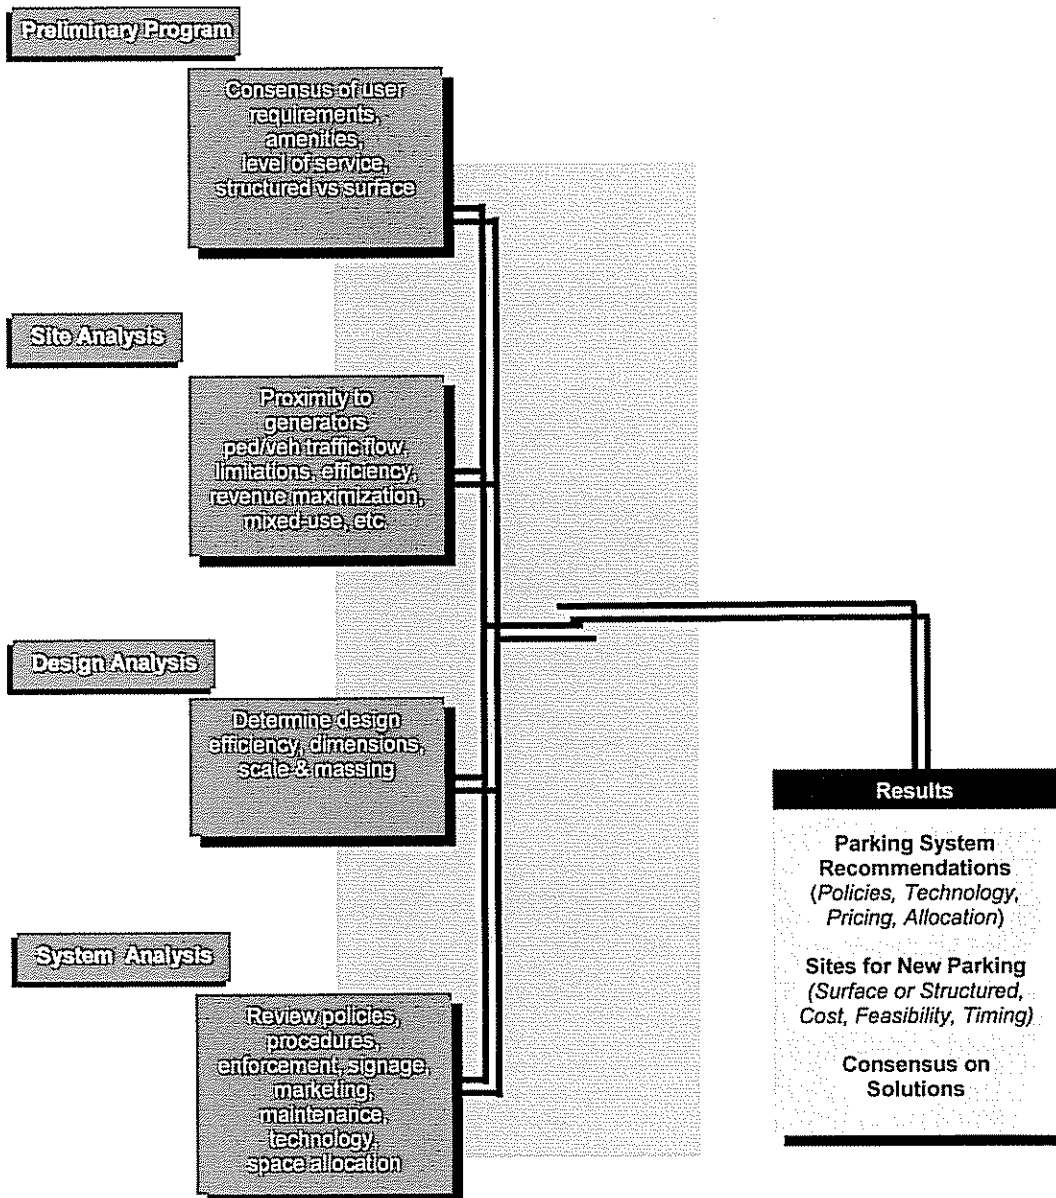 Preliminary Program
Consensus of user
requirements,
amenities,
level of service,
structured vs surface
Site Analysis
Proximity to
generators
ped/veh traffic flow,
limitations, efficiency,
revenue maximization,
mixed-use, etc
Design Analysis
Determine design
efficiency, dimensions,
scale & massing
System Analysis
Review policies,
procedures,
enforcement, signage,
marketing,
maintenance,
technology,
space allocation
Results
Parking System
Recommendations
(Policies, Technology,
Pricing, Allocation)
Sites for New Parking
(Surface or Structured,
Cost, Feasibility, Timing)
Consensus on
Solutions